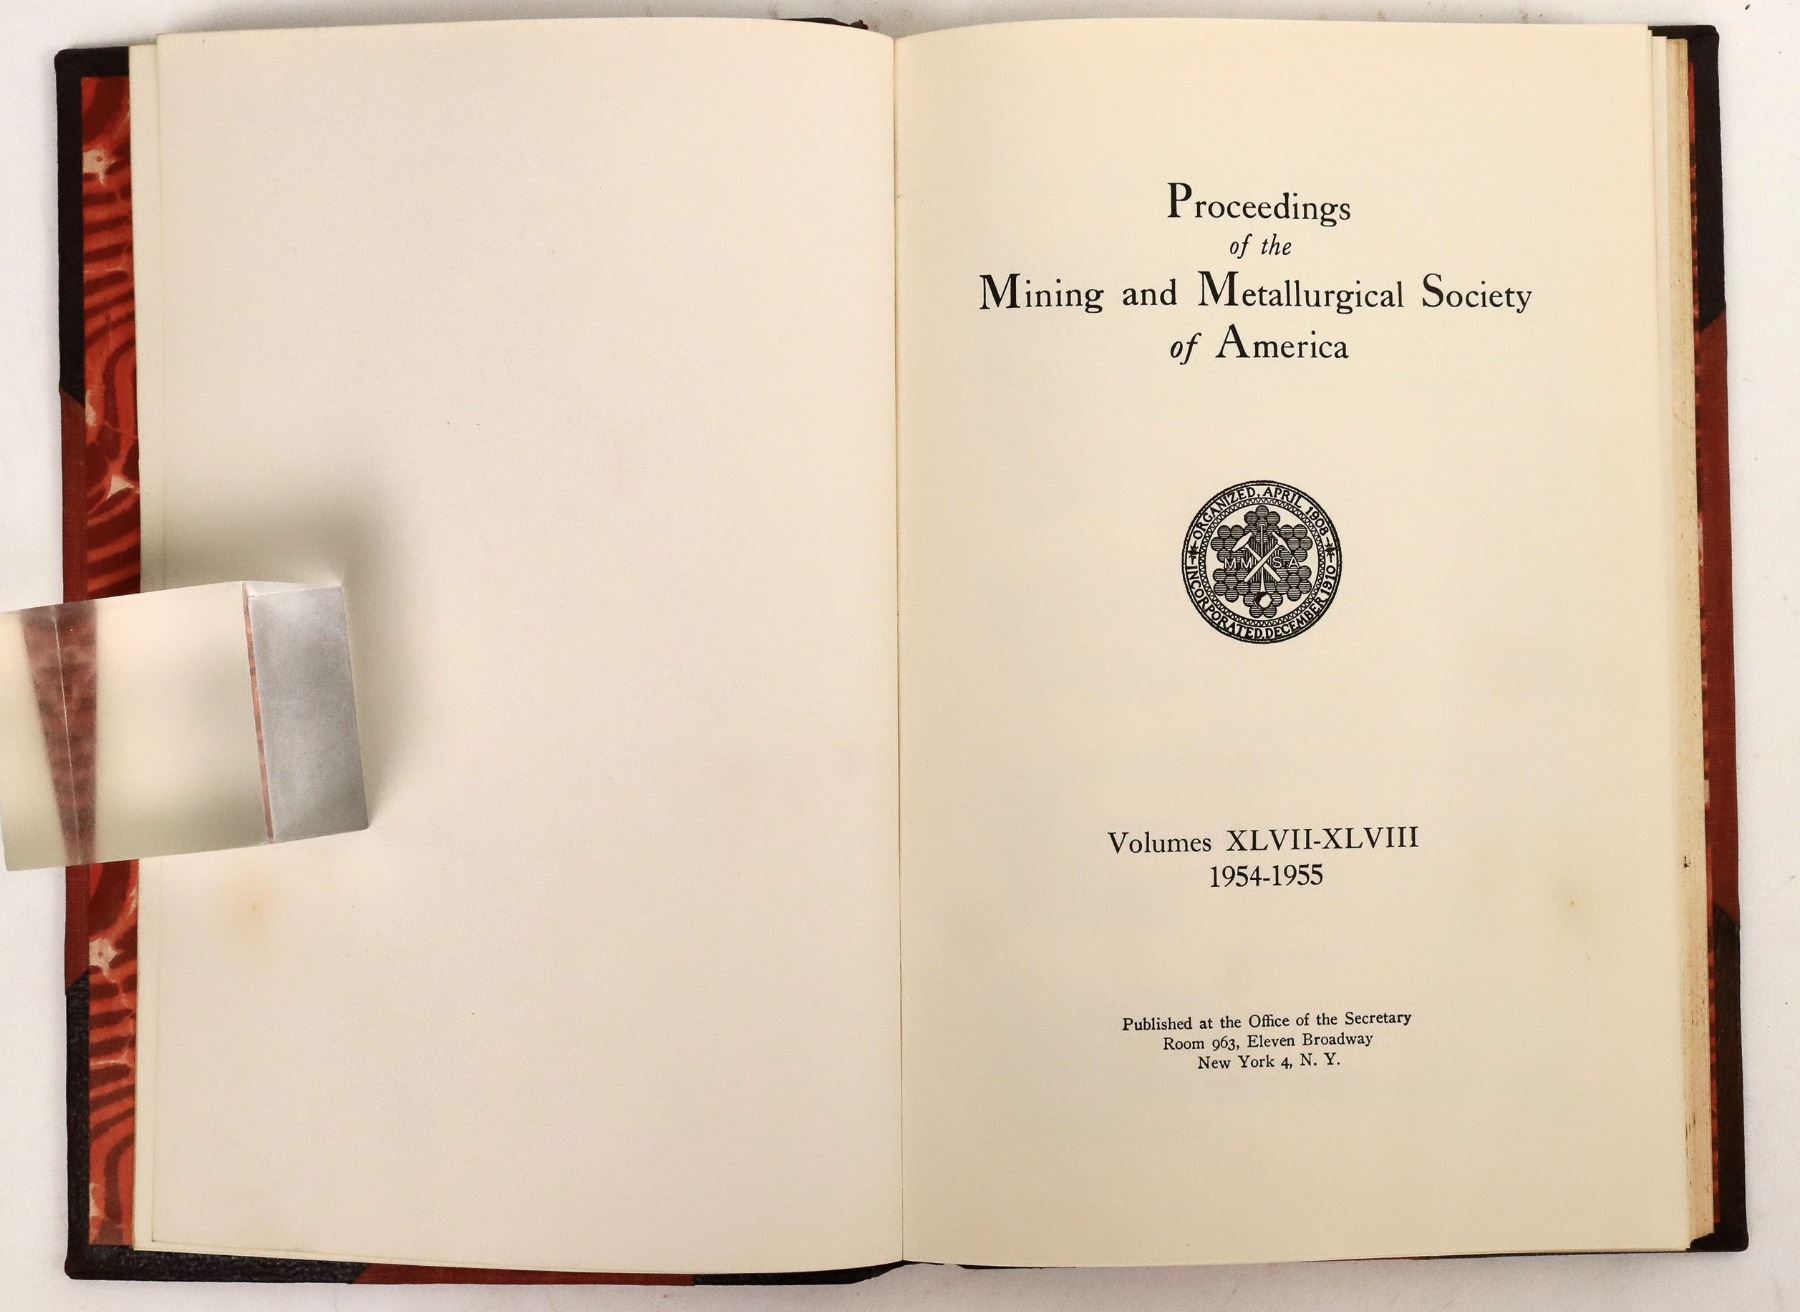 Proceedings
of the
Mining and Metallurgical Society
of America
ORGANIZED, APRIL 1908
MMSA
INCORPORATED, DECEMBER 1910
Volumes XLVII-XLVIII
1954-1955
Published at the Office of the Secretary
Room 963, Eleven Broadway
New York 4, N. Y.